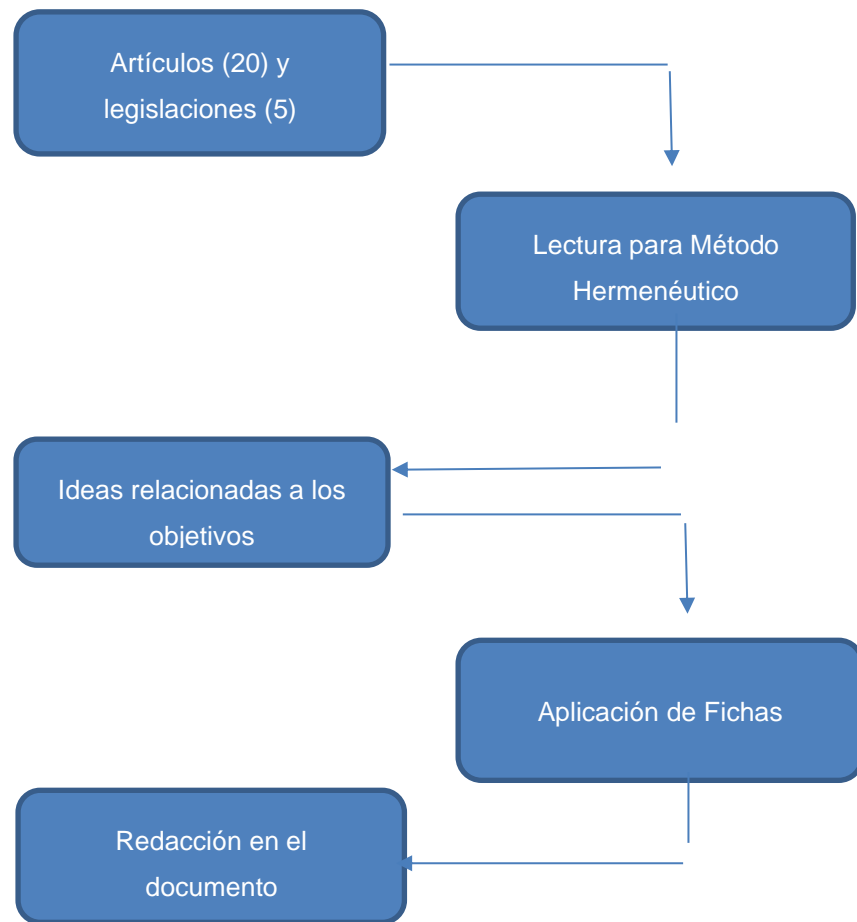 Artículos (20) y
legislaciones (5)
Lectura para Método
Hermenéutico
Ideas relacionadas a los
objetivos
Aplicación de Fichas
Redacción en el
documento